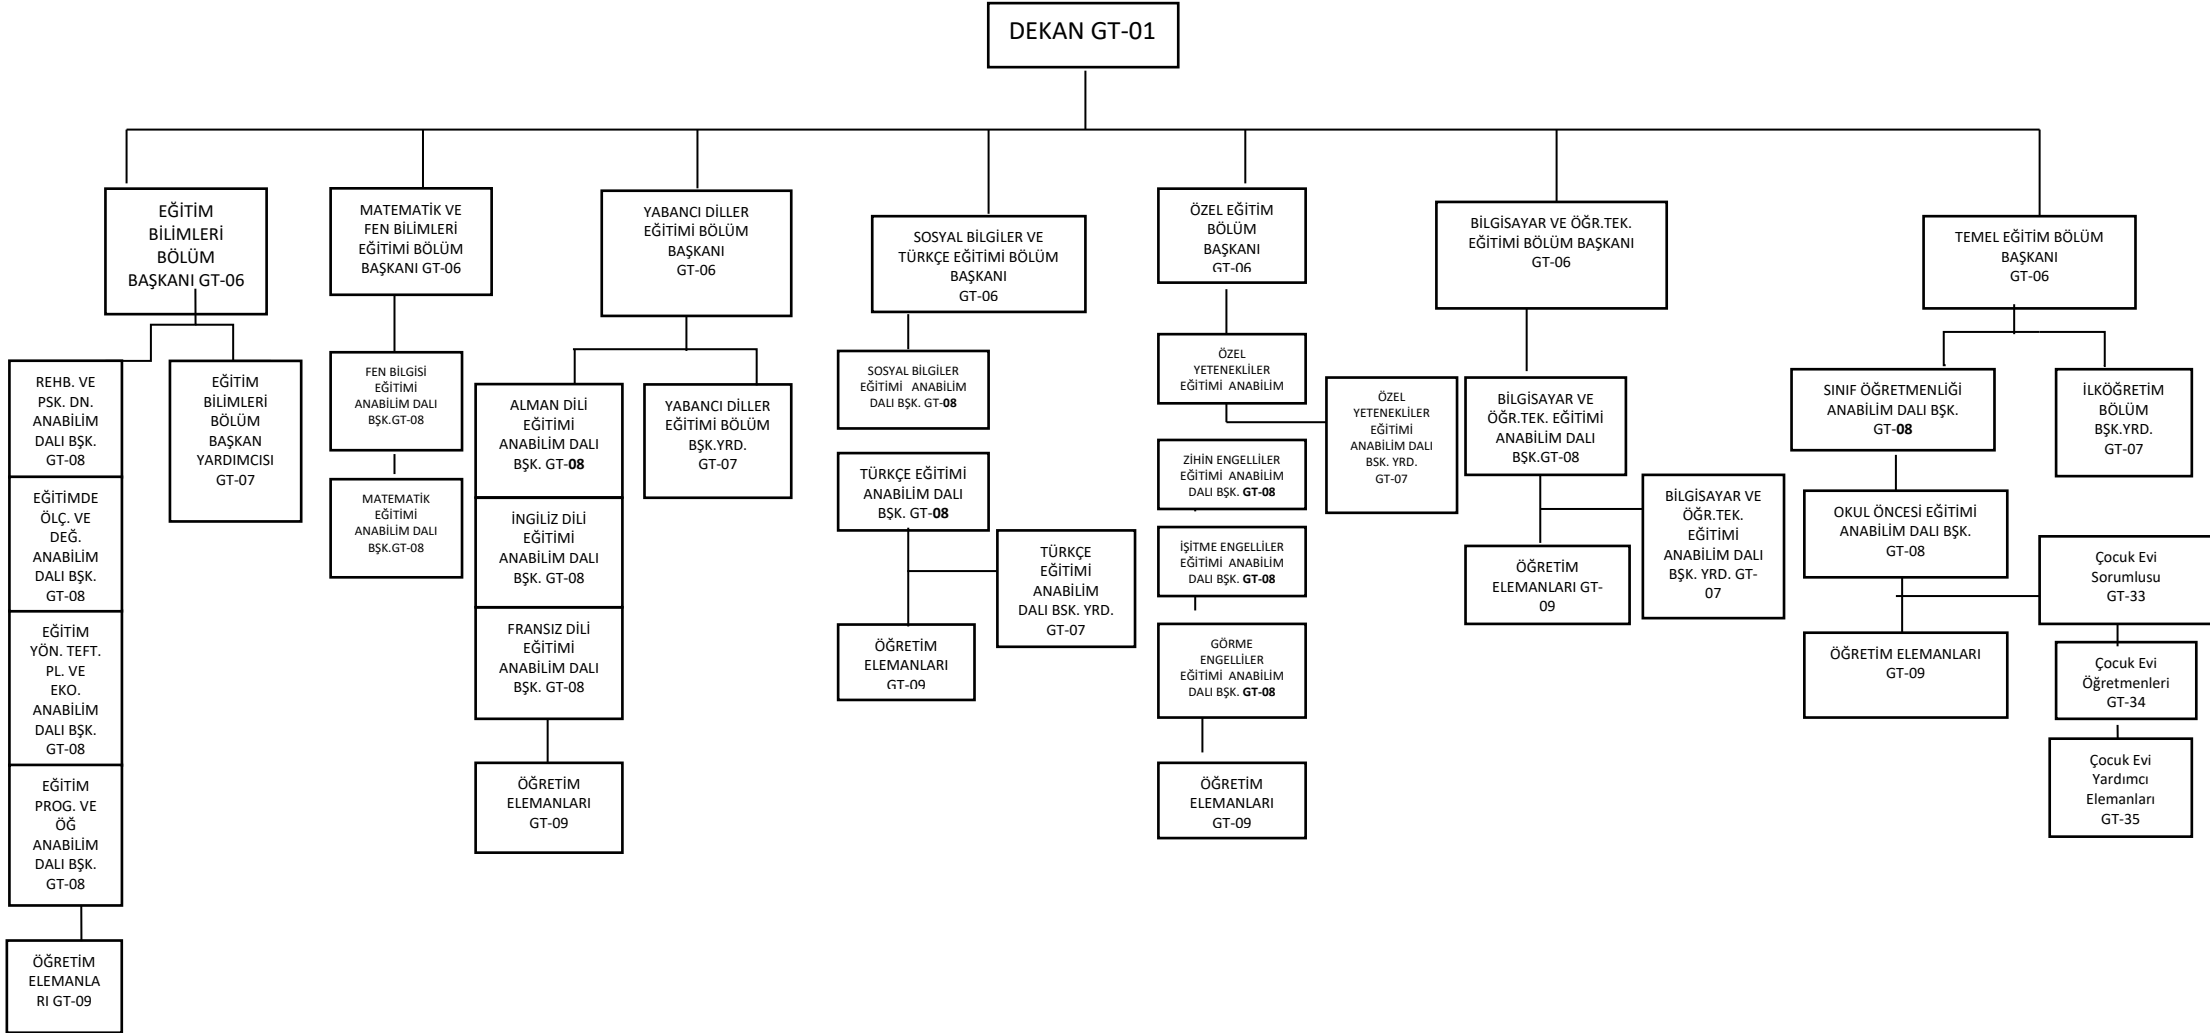 DEKAN GT-01
EĞİTİM
BİLİMLERİ
BÖLÜM
BAŞKANI GT-06
MATEMATİK VE
FEN BİLİMLERİ
EĞİTİMİ BÖLÜM
BAŞKANI GT-06
YABANCI DİLLER
EĞİTİMİ BÖLÜM
BAŞKANI
GT-06
SOSYAL BİLGİLER VE
TÜRKÇE EĞİTİMİ BÖLÜM
BAŞKANI
GT-06
ÖZEL EĞİTİM
BÖLÜM
BAŞKANI
GT-06
BİLGİSAYAR VE ÖĞR.TEK.
EĞİTİMİ BÖLÜM BAŞKANI
GT-06
TEMEL EĞİTİM BÖLÜM
BAŞKANI
GT-06
REHB. VE
PSK. DN.
ANABİLİM
DALI BŞK.
GT-08
EĞİTİMDE
ÖLÇ. VE
DEĞ.
ANABİLİM
DALI BŞK.
GT-08
EĞİTİM
YÖN. TEFT.
PL. VE
EKO.
ANABİLİM
DALI BŞK.
GT-08
EĞİTİM
PROG. VE
ÖĞ
ANABİLİM
DALI BŞK.
GT-08
ÖĞRETİM
ELEMANLA
RI GT-09
EĞİTİM
BİLİMLERİ
BÖLÜM
BAŞKAN
YARDIMCISI
GT-07
FEN BİLGİSİ
EĞİTİMİ
ANABİLİM DALI
BŞK.GT-08
MATEMATİK
EĞİTİMİ
ANABİLİM DALI
BŞK.GT-08
ALMAN DİLİ
EĞİTİMİ
ANABİLİM DALI
BŞK. GT-08
İNGİLİZ DİLİ
EĞİTİMİ
ANABİLİM DALI
BŞK. GT-08
FRANSIZ DİLİ
EĞİTİMİ
ANABİLİM DALI
BŞK. GT-08
ÖĞRETİM
ELEMANLARI
GT-09
YABANCI DİLLER
EĞİTİMİ BÖLÜM
BŞK.YRD.
GT-07
SOSYAL BİLGİLER
EĞİTİMİ ANABİLİM
DALI BŞK. GT-08
TÜRKÇE EĞİTİMİ
ANABİLİM DALI
BŞK. GT-08
TÜRKÇE
EĞİTİMİ
ANABİLİM
DALI BSK. YRD.
GT-07
ÖĞRETİM
ELEMANLARI
GT-09
ÖZEL
YETENEKLİLER
EĞİTİMİ ANABİLİM
ÖZEL
YETENEKLİLER
EĞİTİMİ
ANABİLİM DALI
BSK. YRD.
GT-07
ZİHİN ENGELLİLER
EĞİTİMİ ANABİLİM
DALI BŞK. GT-08
İŞİTME ENGELLİLER
EĞİTİMİ ANABİLİM
DALI BŞK. GT-08
GÖRME
ENGELLİLER
EĞİTİMİ ANABİLİM
DALI BŞK. GT-08
ÖĞRETİM
ELEMANLARI
GT-09
BİLGİSAYAR VE
ÖĞR.TEK. EĞİTİMİ
ANABİLİM DALI
BŞK.GT-08
BİLGİSAYAR VE
ÖĞR.TEK.
EĞİTİMİ
ANABİLİM DALI
BŞK. YRD. GT-
07
ÖĞRETİM
ELEMANLARI GT-
09
SINIF ÖĞRETMENLİĞİ
ANABİLİM DALI BŞK.
GT-08
İLKÖĞRETİM
BÖLÜM
BŞK.YRD.
GT-07
OKUL ÖNCESİ EĞİTİMİ
ANABİLİM DALI BŞK.
GT-08
ÖĞRETİM ELEMANLARI
GT-09
Çocuk Evi
Sorumlusu
GT-33
Çocuk Evi
Öğretmenleri
GT-34
Çocuk Evi
Yardımcı
Elemanları
GT-35